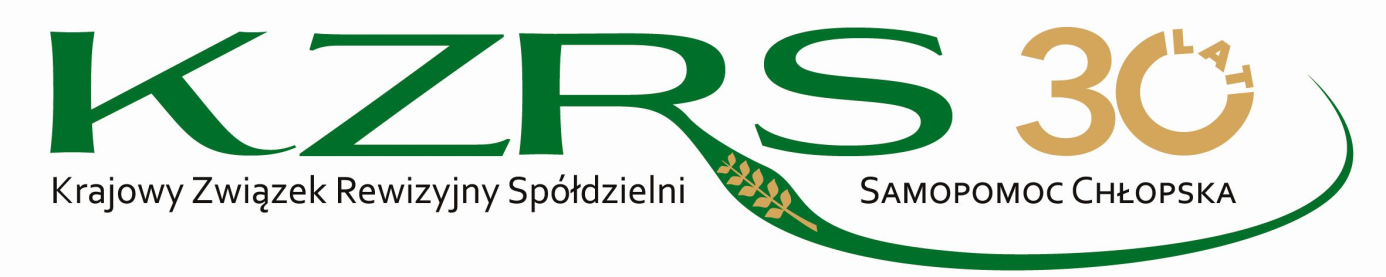 KZRS 30 LAT
Krajowy Związek Rewizyjny Spółdzielni SAMOPOMOC CHŁOPSKA